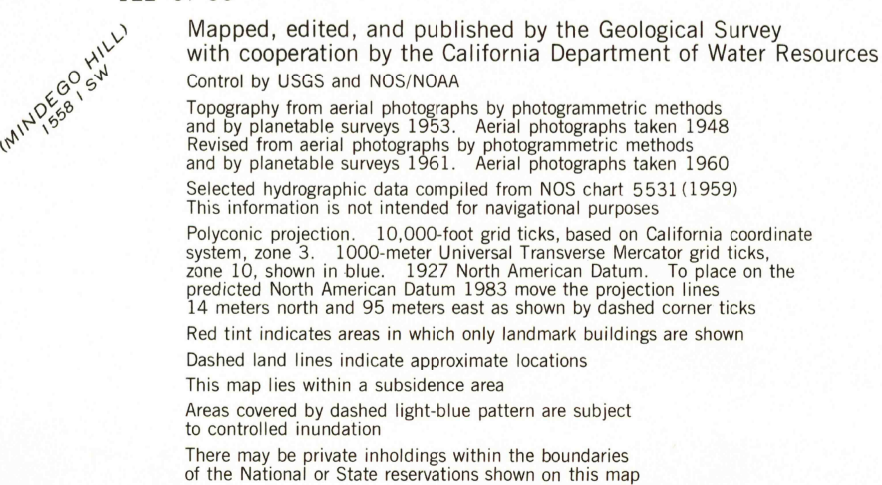 (MINDEGO HILL)
1558 I SW
Mapped, edited, and published by the Geological Survey
with cooperation by the California Department of Water Resources
Control by USGS and NOS/NOAA
Topography from aerial photographs by photogrammetric methods
and by planetable surveys 1953. Aerial photographs taken 1948
Revised from aerial photographs by photogrammetric methods
and by planetable surveys 1961. Aerial photographs taken 1960
Selected hydrographic data compiled from NOS chart 5531 (1959)
This information is not intended for navigational purposes
Polyconic projection. 10,000-foot grid ticks, based on California coordinate
system, zone 3. 1000-meter Universal Transverse Mercator grid ticks,
zone 10, shown in blue. 1927 North American Datum. To place on the
predicted North American Datum 1983 move the projection lines
14 meters north and 95 meters east as shown by dashed corner ticks
Red tint indicates areas in which only landmark buildings are shown
Dashed land lines indicate approximate locations
This map lies within a subsidence area
Areas covered by dashed light-blue pattern are subject
to controlled inundation
There may be private inholdings within the boundaries
of the National or State reservations shown on this map